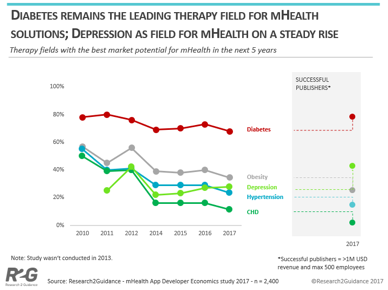 DIABETES REMAINS THE LEADING THERAPY FIELD FOR MHEALTH
SOLUTIONS; DEPRESSION AS FIELD FOR MHEALTH ON A STEADY RISE
Therapy fields with the best market potential for mHealth in the next 5 years
SUCCESSFUL
PUBLISHERS*
100%
80%
60%
40%
20%
0%
Diabetes
Obesity
Depression
Hypertension
CHD
2010 2011 2012 2014 2015 2016 2017
2017
Note: Study wasn't conducted in 2013.
*Successful publishers = >1M USD
revenue and max 500 employees
R2G
Research 2 Guidance
Source: Research2Guidance - mHealth App Developer Economics study 2017 - n = 2,400
©Research2Guidance 2017